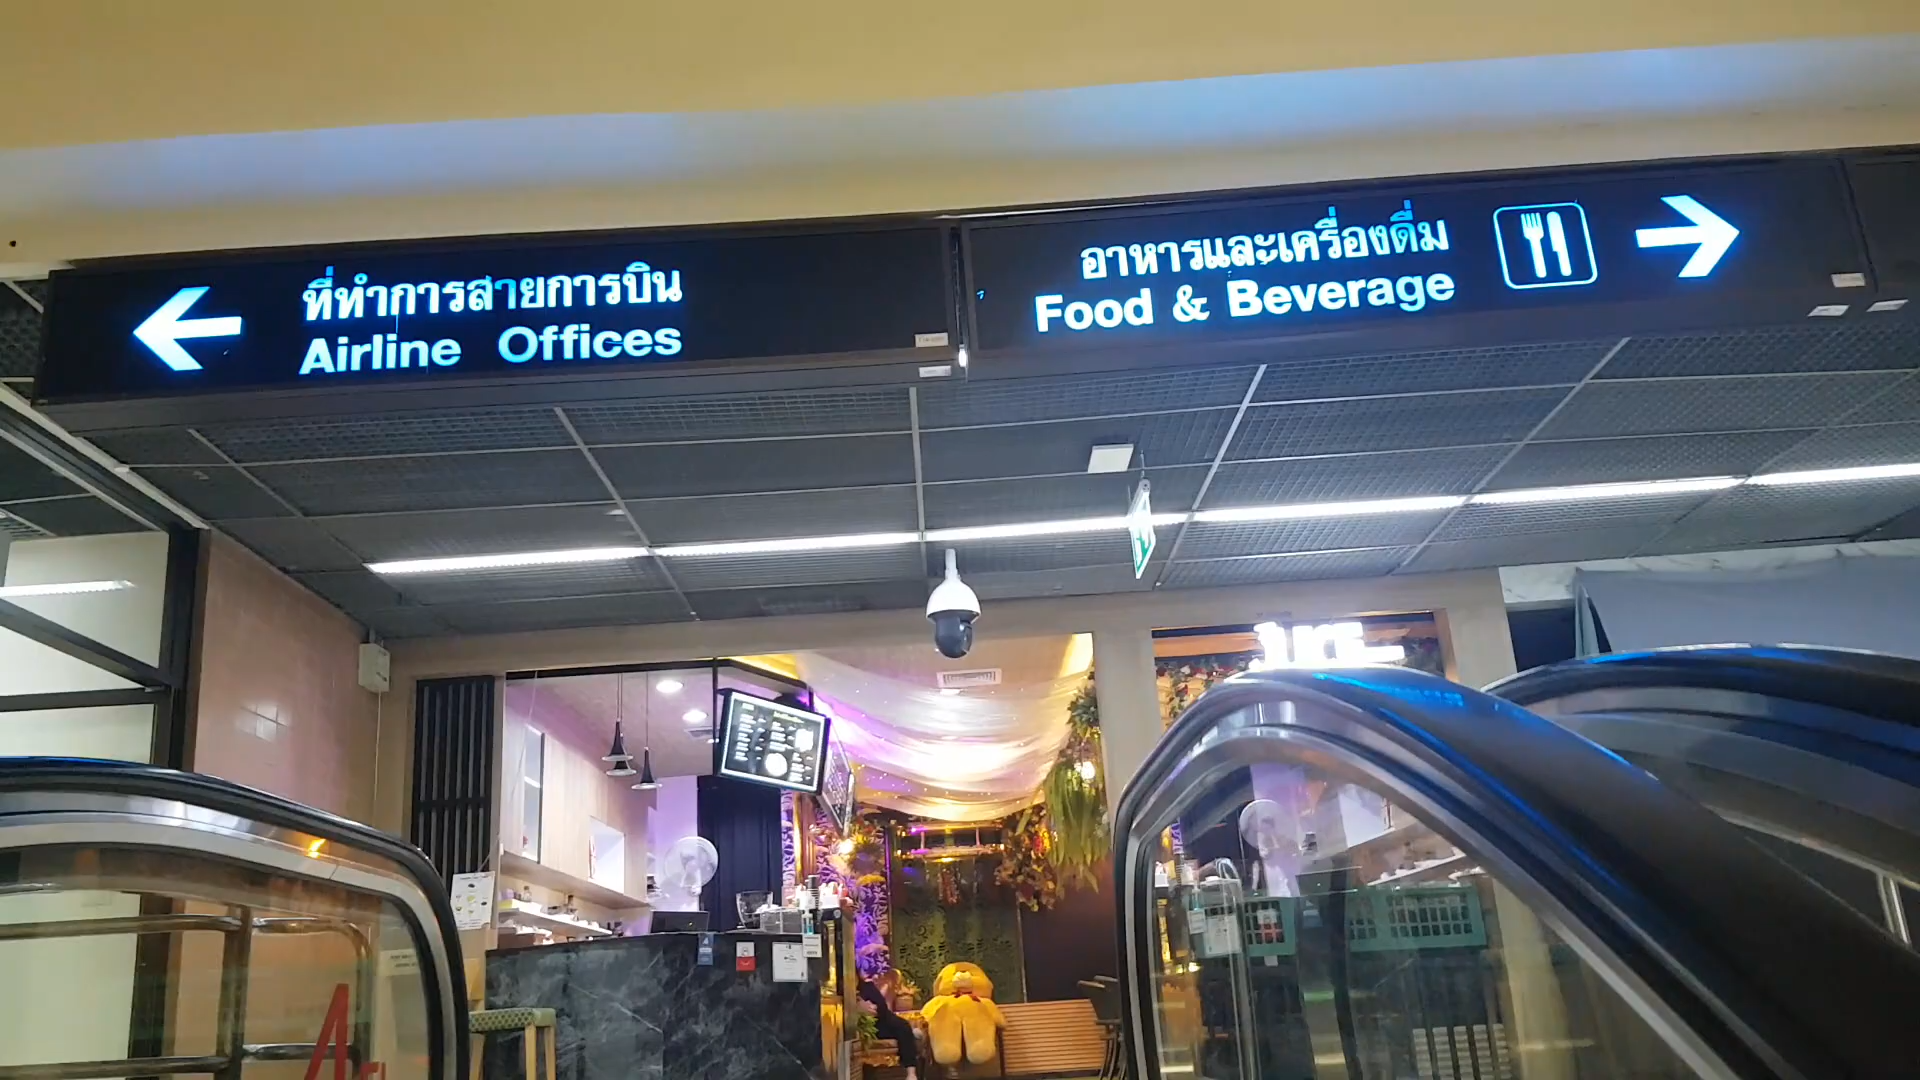 ที่ทำการสายการบิน
Airline Offices
อาหารและเครื่องดื่ม
Food & Beverage